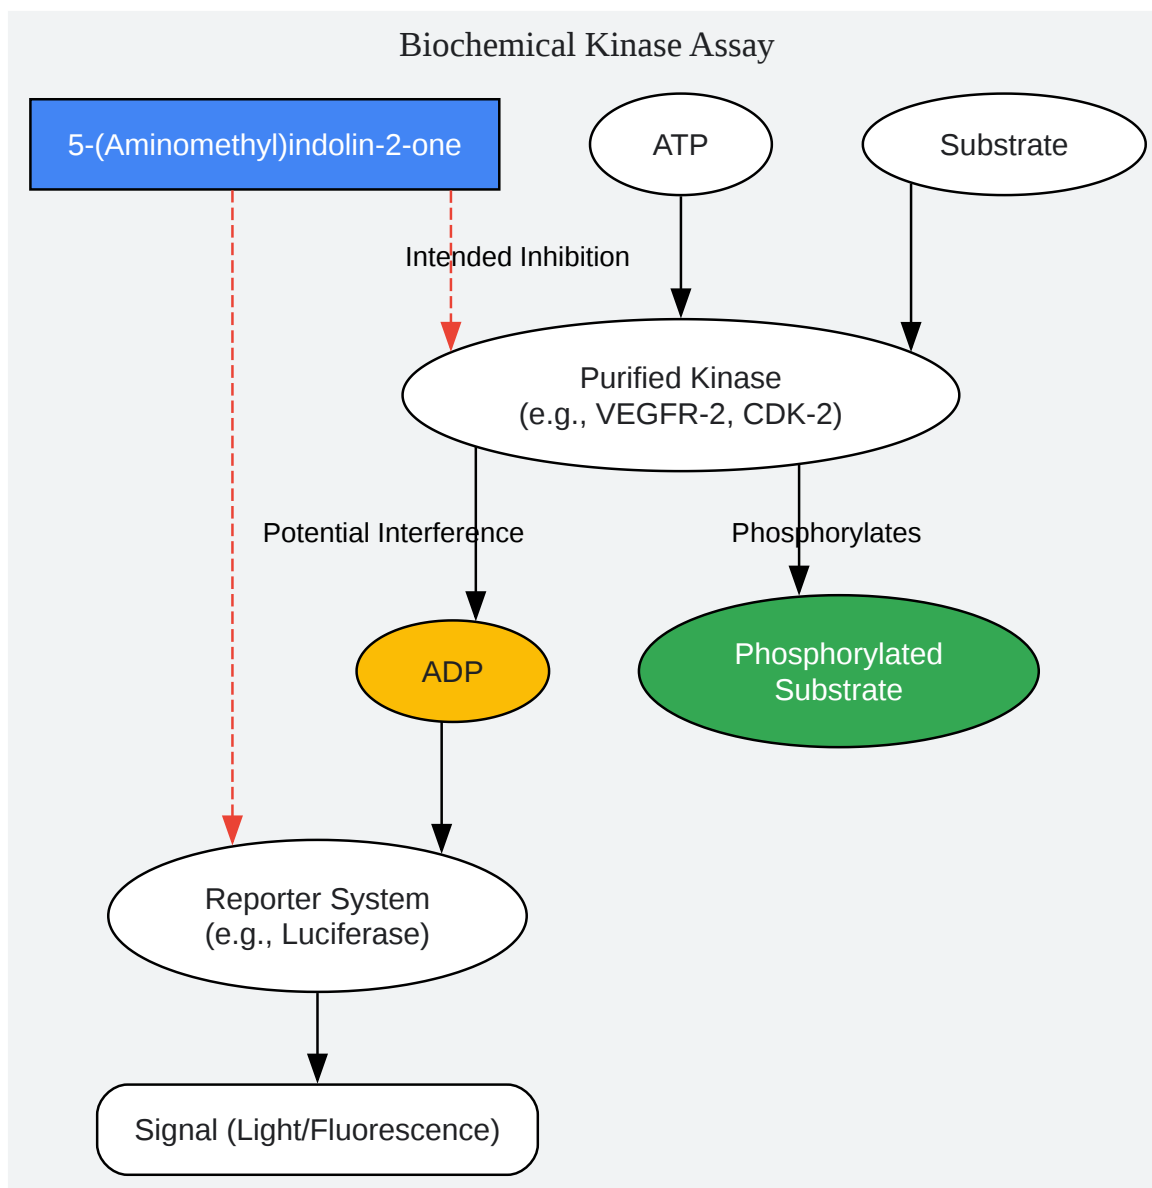 Biochemical Kinase Assay
5-(Aminomethyl)indolin-2-one
ATP
Substrate
Intended Inhibition
Purified Kinase
(e.g., VEGFR-2, CDK-2)
Potential Interference
Phosphorylates
ADP
Phosphorylated
Substrate
Reporter System
(e.g., Luciferase)
Signal (Light/Fluorescence)